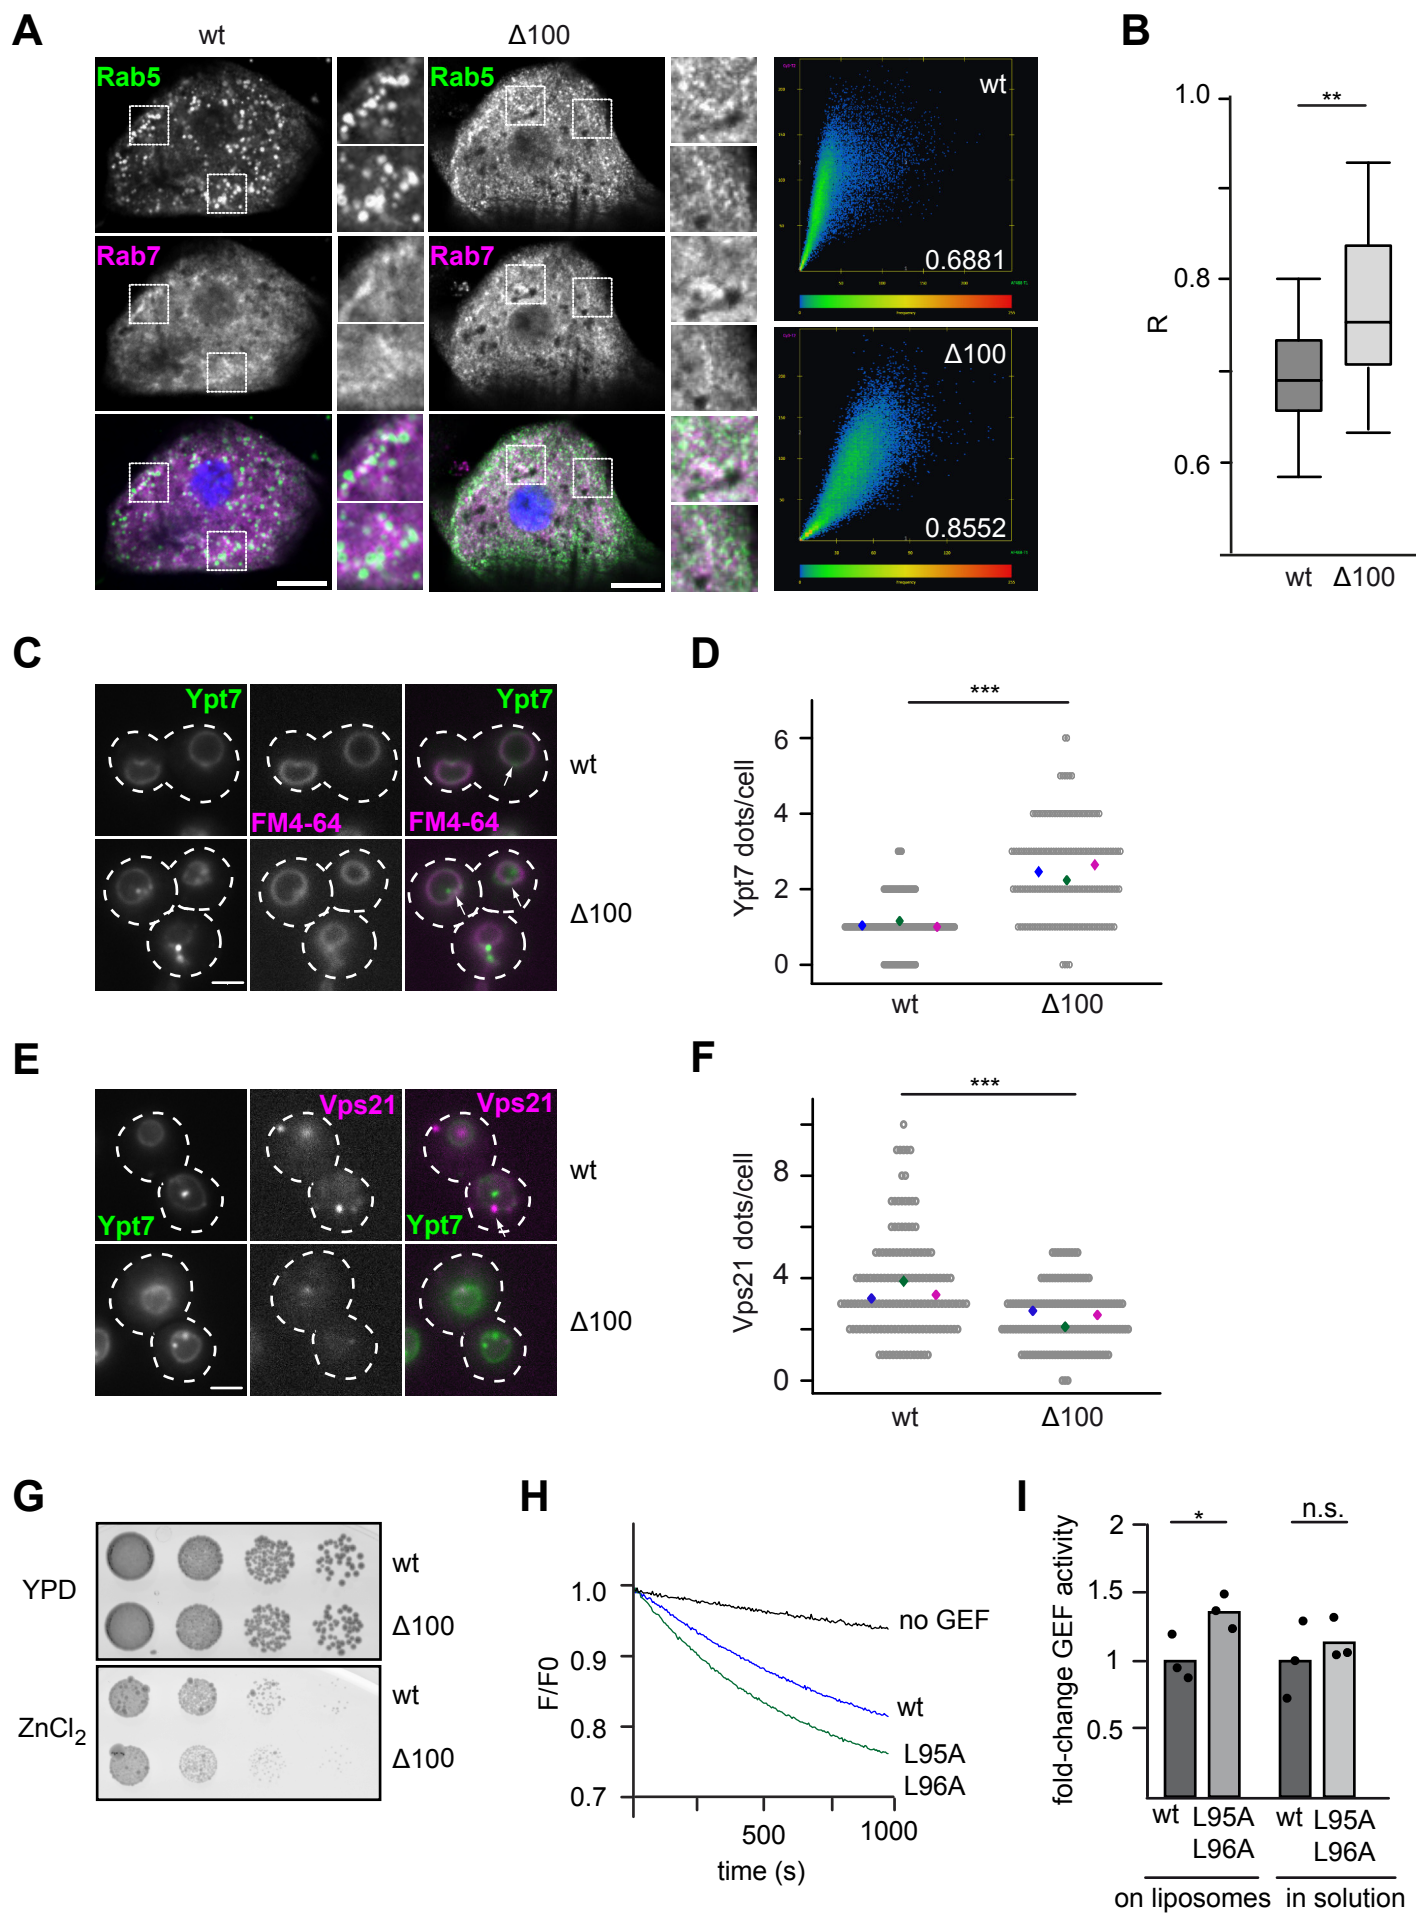 A
wt
Δ100
Rab5
Rab7
Rab7
wt
0.6881
Frequency
Δ100
0.8552
Frequency
B
**
1.0
0.8
0.6
R
wt Δ100
C
Ypt7
Ypt7
wt
FM4-64
FM4-64
Δ100
D
***
6
4
2
0
Ypt7 dots/cell
wt
Δ100
E
Vps21
Vps21
wt
Ypt7
Ypt7
Δ100
F
***
8
4
0
Vps21 dots/cell
wt
Δ100
G
YPD
wt
Δ100
ZnCl2
wt
Δ100
H
1.0
0.9
0.8
0.7
F/F0
no GEF
wt
L95A
L96A
500
1000
time (s)
I
*
n.s.
2
1.5
1
0.5
fold-change GEF activity
wt L95A
L96A
wt L95A
L96A
on liposomes
in solution